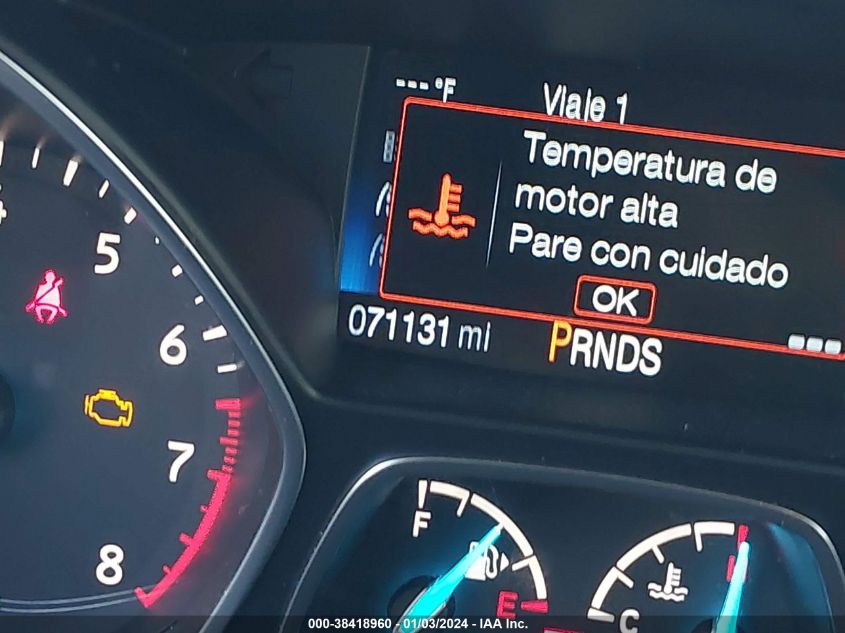 ---°F
Viaje 1
Temperatura de
motor alta
Pare con cuidado
OK
071131 mi
PRNDS
4
5
6
7
8
F
E
C
H
000-38418960 - 01/03/2024 - IAA Inc.